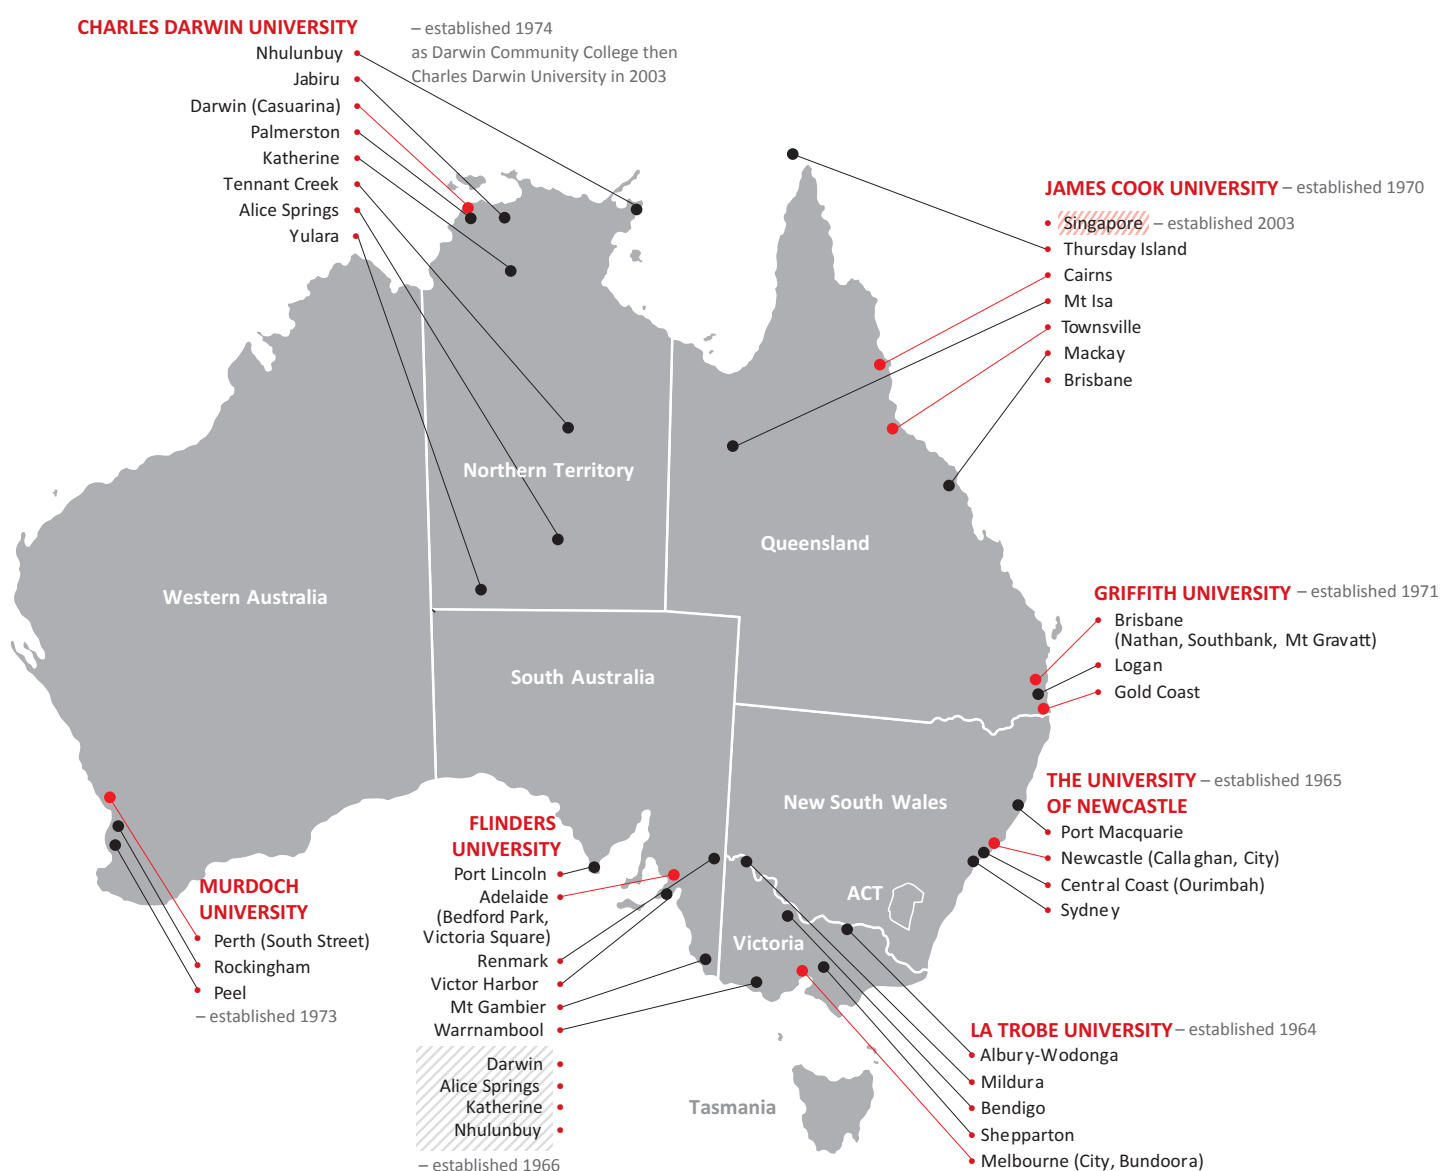 CHARLES DARWIN UNIVERSITY – established 1974
as Darwin Community College then
Charles Darwin University in 2003
Nhulunbuy
Jabiru
Darwin (Casuarina)
Palmerston
Katherine
Tennant Creek
Alice Springs
Yulara
JAMES COOK UNIVERSITY – established 1970
Singapore – established 2003
Thursday Island
Cairns
Mt Isa
Townsville
Mackay
Brisbane
Northern Territory
Queensland
Western Australia
South Australia
GRIFFITH UNIVERSITY – established 1971
Brisbane
(Nathan, Southbank, Mt Gravatt)
Logan
Gold Coast
New South Wales
ACT
Victoria
Tasmania
THE UNIVERSITY – established 1965
OF NEWCASTLE
Port Macquarie
Newcastle (Callaghan, City)
Central Coast (Ourimbah)
Sydney
MURDOCH
UNIVERSITY
Perth (South Street)
Rockingham
Peel
– established 1973
FLINDERS
UNIVERSITY
Port Lincoln
Adelaide
(Bedford Park,
Victoria Square)
Renmark
Victor Harbor
Mt Gambier
Warrnambool
Darwin
Alice Springs
Katherine
Nhulunbuy
– established 1966
LA TROBE UNIVERSITY – established 1964
Albury-Wodonga
Mildura
Bendigo
Shepparton
Melbourne (City, Bundoora)